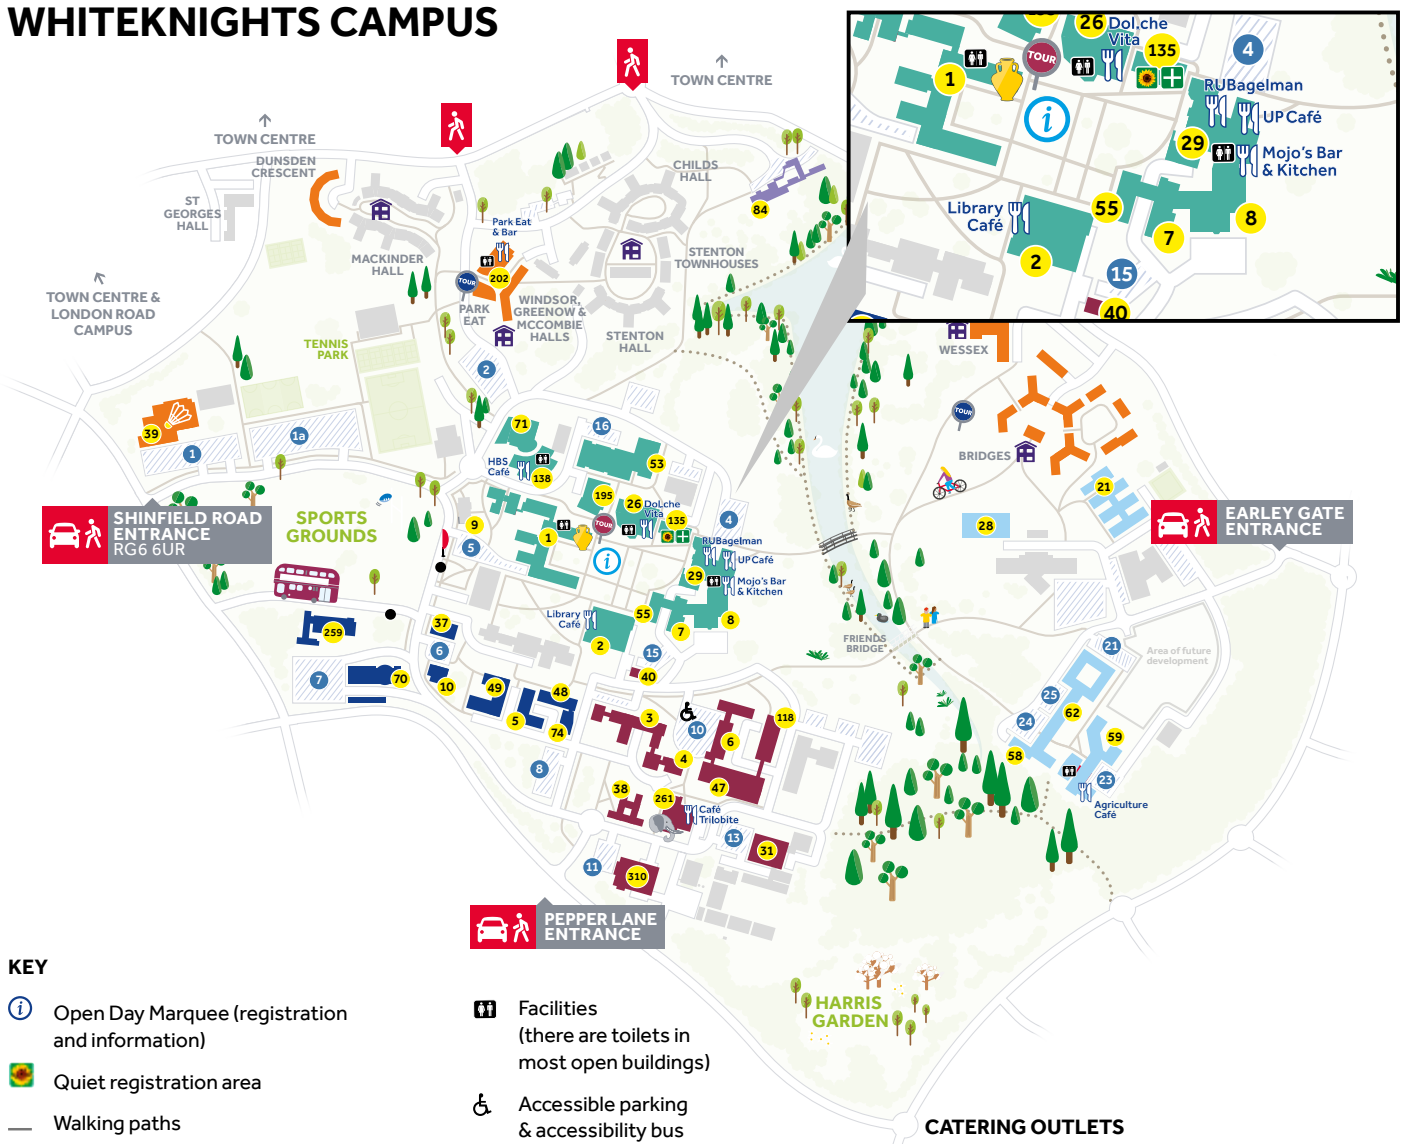 WHITEKNIGHTS CAMPUS
TOWN CENTRE
TOWN CENTRE
DUNSDEN
CRESCENT
ST
GEORGES
HALL
MACKINDER
HALL
CHILDS
HALL
84
Park Eat
& Bar
202
TOUR
PARK
EAT
WINDSOR,
GREENOW &
MCCOMBIE
HALLS
STENTON
TOWNHOUSES
STENTON
HALL
TOWN CENTRE &
LONDON ROAD
CAMPUS
TENNIS
PARK
26
Dol.che
Vita
TOUR
135
4
1
i
RUBagelman
UP Café
29
Mojo's Bar
& Kitchen
Library
Café
55
8
7
2
15
40
WESSEX
TOUR
BRIDGES
2
39
1
1a
71
16
HBS
Café
138
53
195
26
Dol.che
Vita
135
4
TOUR
1
i
9
5
RUBagelman
UP Café
29
Mojo's Bar
& Kitchen
Library
Café
55
8
7
2
15
40
21
28
SHINFIELD ROAD
ENTRANCE
RG6 6UR
SPORTS
GROUNDS
EARLEY GATE
ENTRANCE
259
37
6
7
70
10
49
48
5
74
3
10
118
6
4
8
38
261
47
Café
Trilobite
13
31
11
310
FRIENDS
BRIDGE
21
Area of future
development
25
24
62
59
58
23
Agriculture
Café
PEPPER LANE
ENTRANCE
HARRIS
GARDEN
KEY
i
Open Day Marquee (registration
and information)
Quiet registration area
Walking paths
Facilities
(there are toilets in
most open buildings)
Accessible parking
& accessibility bus
CATERING OUTLETS